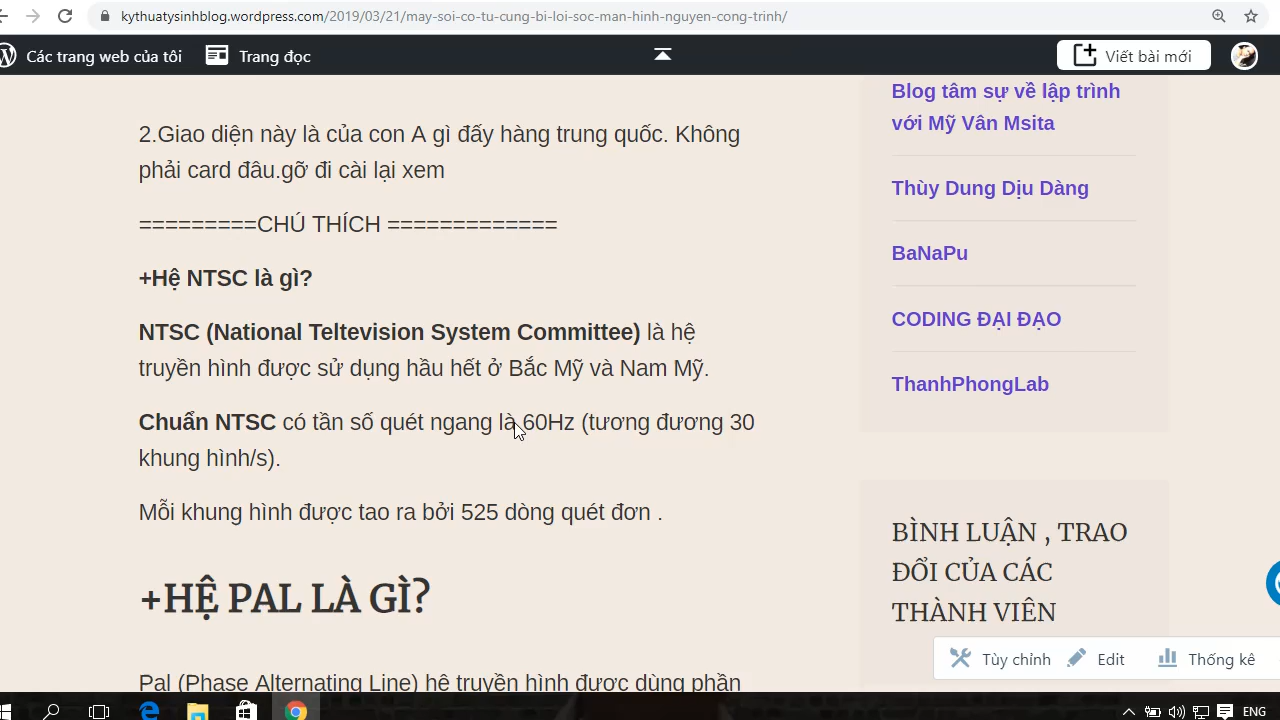 kythuatysinhblog.wordpress.com/2019/03/21/may-soi-co-tu-cung-bi-loi-soc-man-hinh-nguyen-cong-trinh/
Các trang web của tôi
Trang đọc
Viết bài mới
2.Giao diện này là của con A gì đấy hàng trung quốc. Không
phải card đâu.gỡ đi cài lại xem
=========CHÚ THÍCH =============
+Hệ NTSC là gì?
NTSC (National Teltevision System Committee) là hệ
truyền hình được sử dụng hầu hết ở Bắc Mỹ và Nam Mỹ.
Chuẩn NTSC có tần số quét ngang là 60Hz (tương đương 30
khung hình/s).
Mỗi khung hình được tao ra bởi 525 dòng quét đơn .
+HỆ PAL LÀ GÌ?
Pal (Phase Alternating Line) hệ truyền hình được dùng phần
Blog tâm sự về lập trình
với Mỹ Vân Msita
Thùy Dung Dịu Dàng
BaNaPu
CODING ĐẠI ĐẠO
ThanhPhongLab
BÌNH LUẬN , TRAO
ĐỔI CỦA CÁC
THÀNH VIÊN
Tùy chỉnh
Edit
Thống kê
ENG